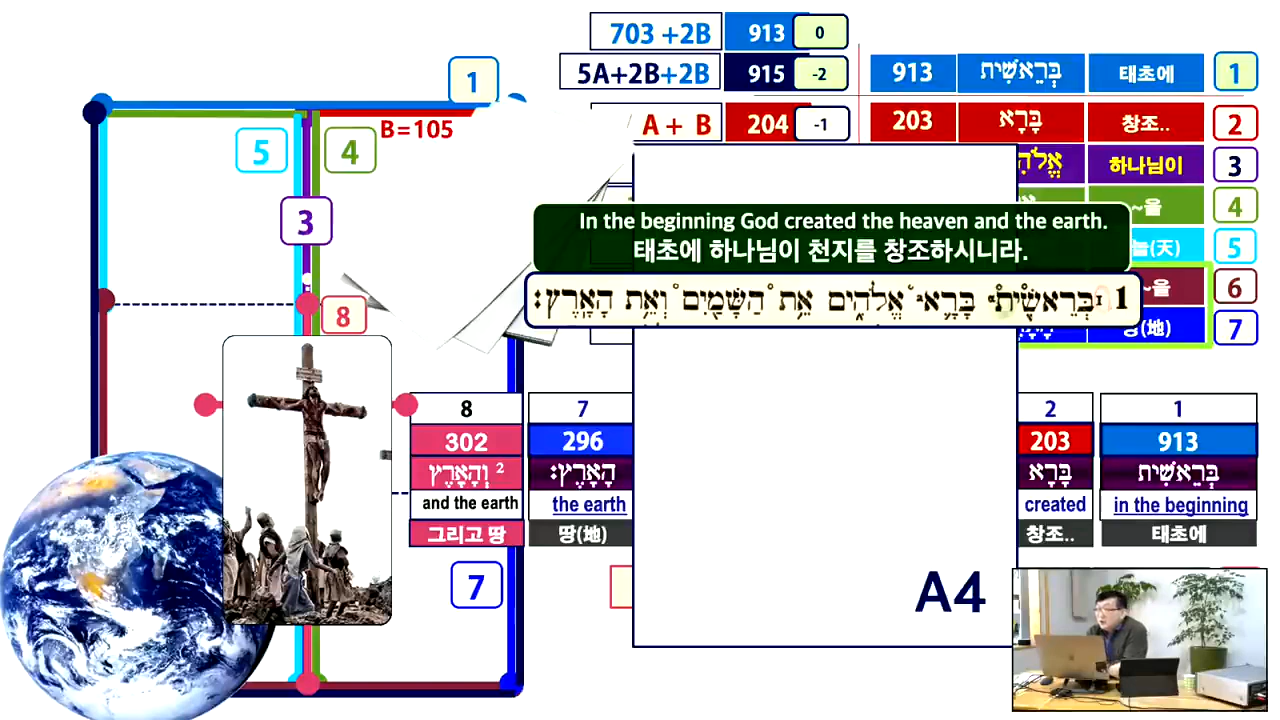 703 +2B 913 0
5A+2B+2B 915 -2
913 בְּרֵאשִׁית 태초에 1
A + B 204 -1
203 בָּרָא 창조.. 2
하나님이 3
~을 4
(天) 5
~을 6
(地) 7
1
B=105
5
4
3
8
In the beginning God created the heaven and the earth.
태초에 하나님이 천지를 창조하시니라.
1 בְּרֵאשִׁית בָּרָא אֱלֹהִים אֵת הַשָּׁמַיִם וְאֵת הָאָרֶץ׃
8
302
וְהָאָרֶץ 2
and the earth
그리고 땅
7
296
הָאָרֶץ׃
the earth
땅(地)
2
203
בָּרָא
created
창조..
1
913
בְּרֵאשִׁית
in the beginning
태초에
7
A4